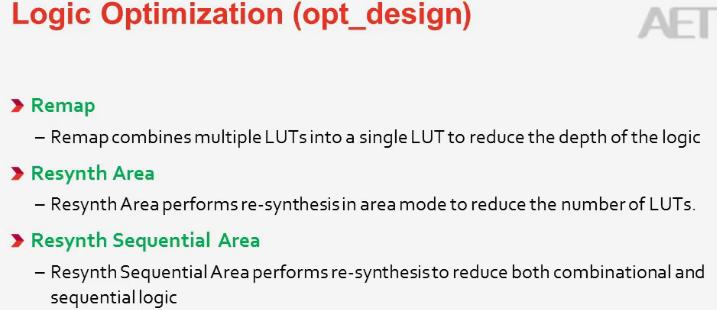 Logic Optimization (opt_design)
AET
Remap
– Remap combines multiple LUTs into a single LUT to reduce the depth of the logic
Resynth Area
– Resynth Area performs re-synthesis in area mode to reduce the number of LUTs.
Resynth Sequential Area
– Resynth Sequential Area performs re-synthesis to reduce both combinational and
sequential logic